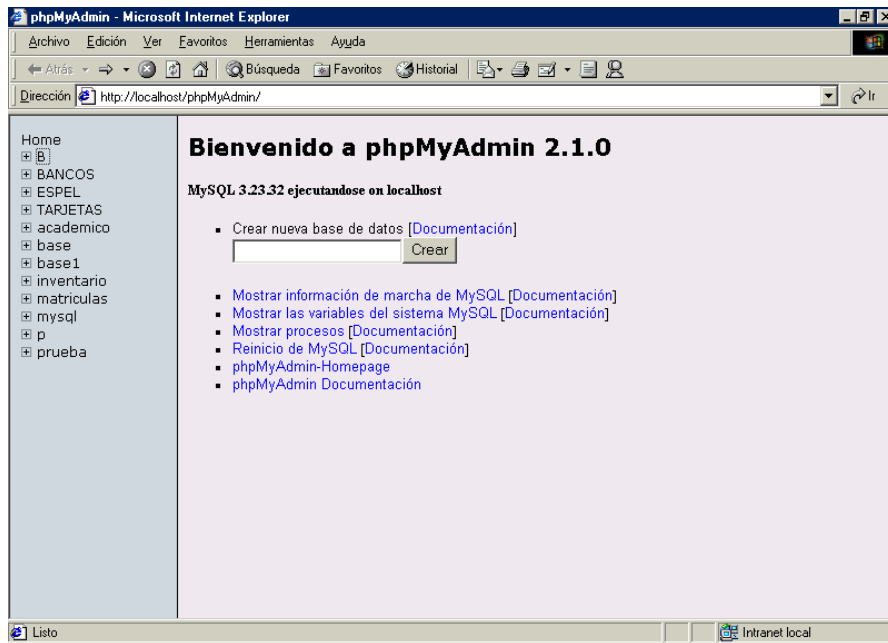 phpMyAdmin - Microsoft Internet Explorer
Archivo Edición Ver Favoritos Herramientas Ayuda
Atrás Búsqueda Favoritos Historial
Dirección http://localhost/phpMyAdmin/ Ir
Home
B
BANCOS
ESPEL
TARJETAS
academico
base
base1
inventario
matriculas
mysql
p
prueba
Bienvenido a phpMyAdmin 2.1.0
MySQL 3.23.32 ejecutandose on localhost
Crear nueva base de datos [Documentación]
Crear
Mostrar información de marcha de MySQL [Documentación]
Mostrar las variables del sistema MySQL [Documentación]
Mostrar procesos [Documentación]
Reinicio de MySQL [Documentación]
phpMyAdmin-Homepage
phpMyAdmin Documentación
Listo Intranet local